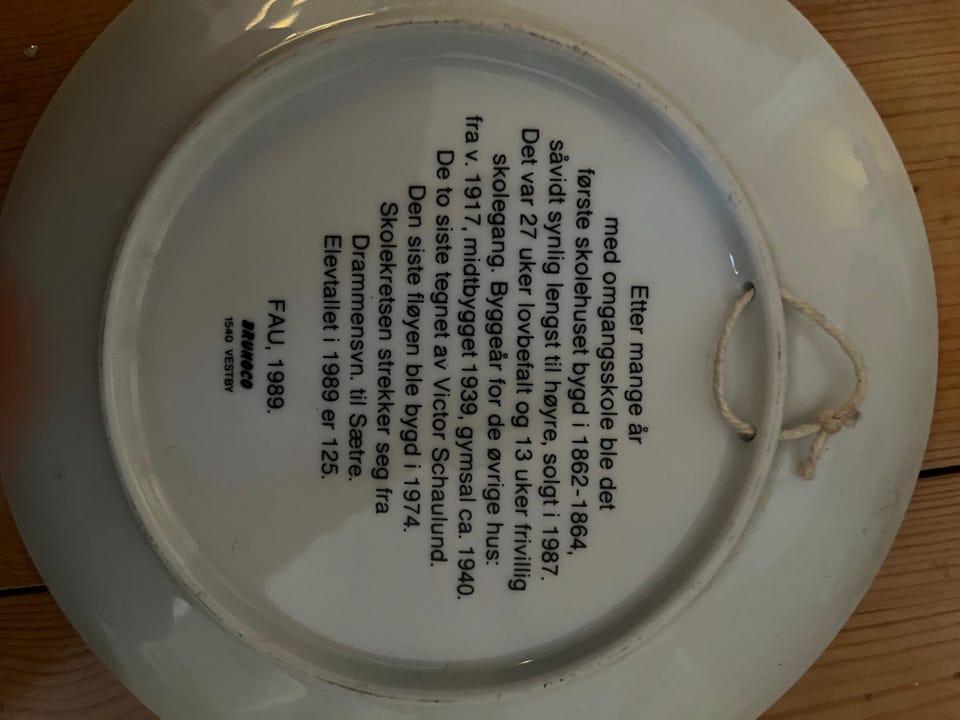 Etter mange år
med omgangsskole ble det
første skolehuset bygd i 1862-1864,
såvidt synlig lengst til høyre, solgt i 1987.
Det var 27 uker lovbefalt og 13 uker frivillig
skolegang. Byggeår for de øvrige hus:
fra v. 1917, midtbygget 1939, gymsal ca. 1940.
De to siste tegnet av Victor Schaulund.
Den siste fløyen ble bygd i 1974.
Skolekretsen strekker seg fra
Drammensvn. til Sætre.
Elevtallet i 1989 er 125.
FAU, 1989.
BRUNOCO
1540 VESTBY